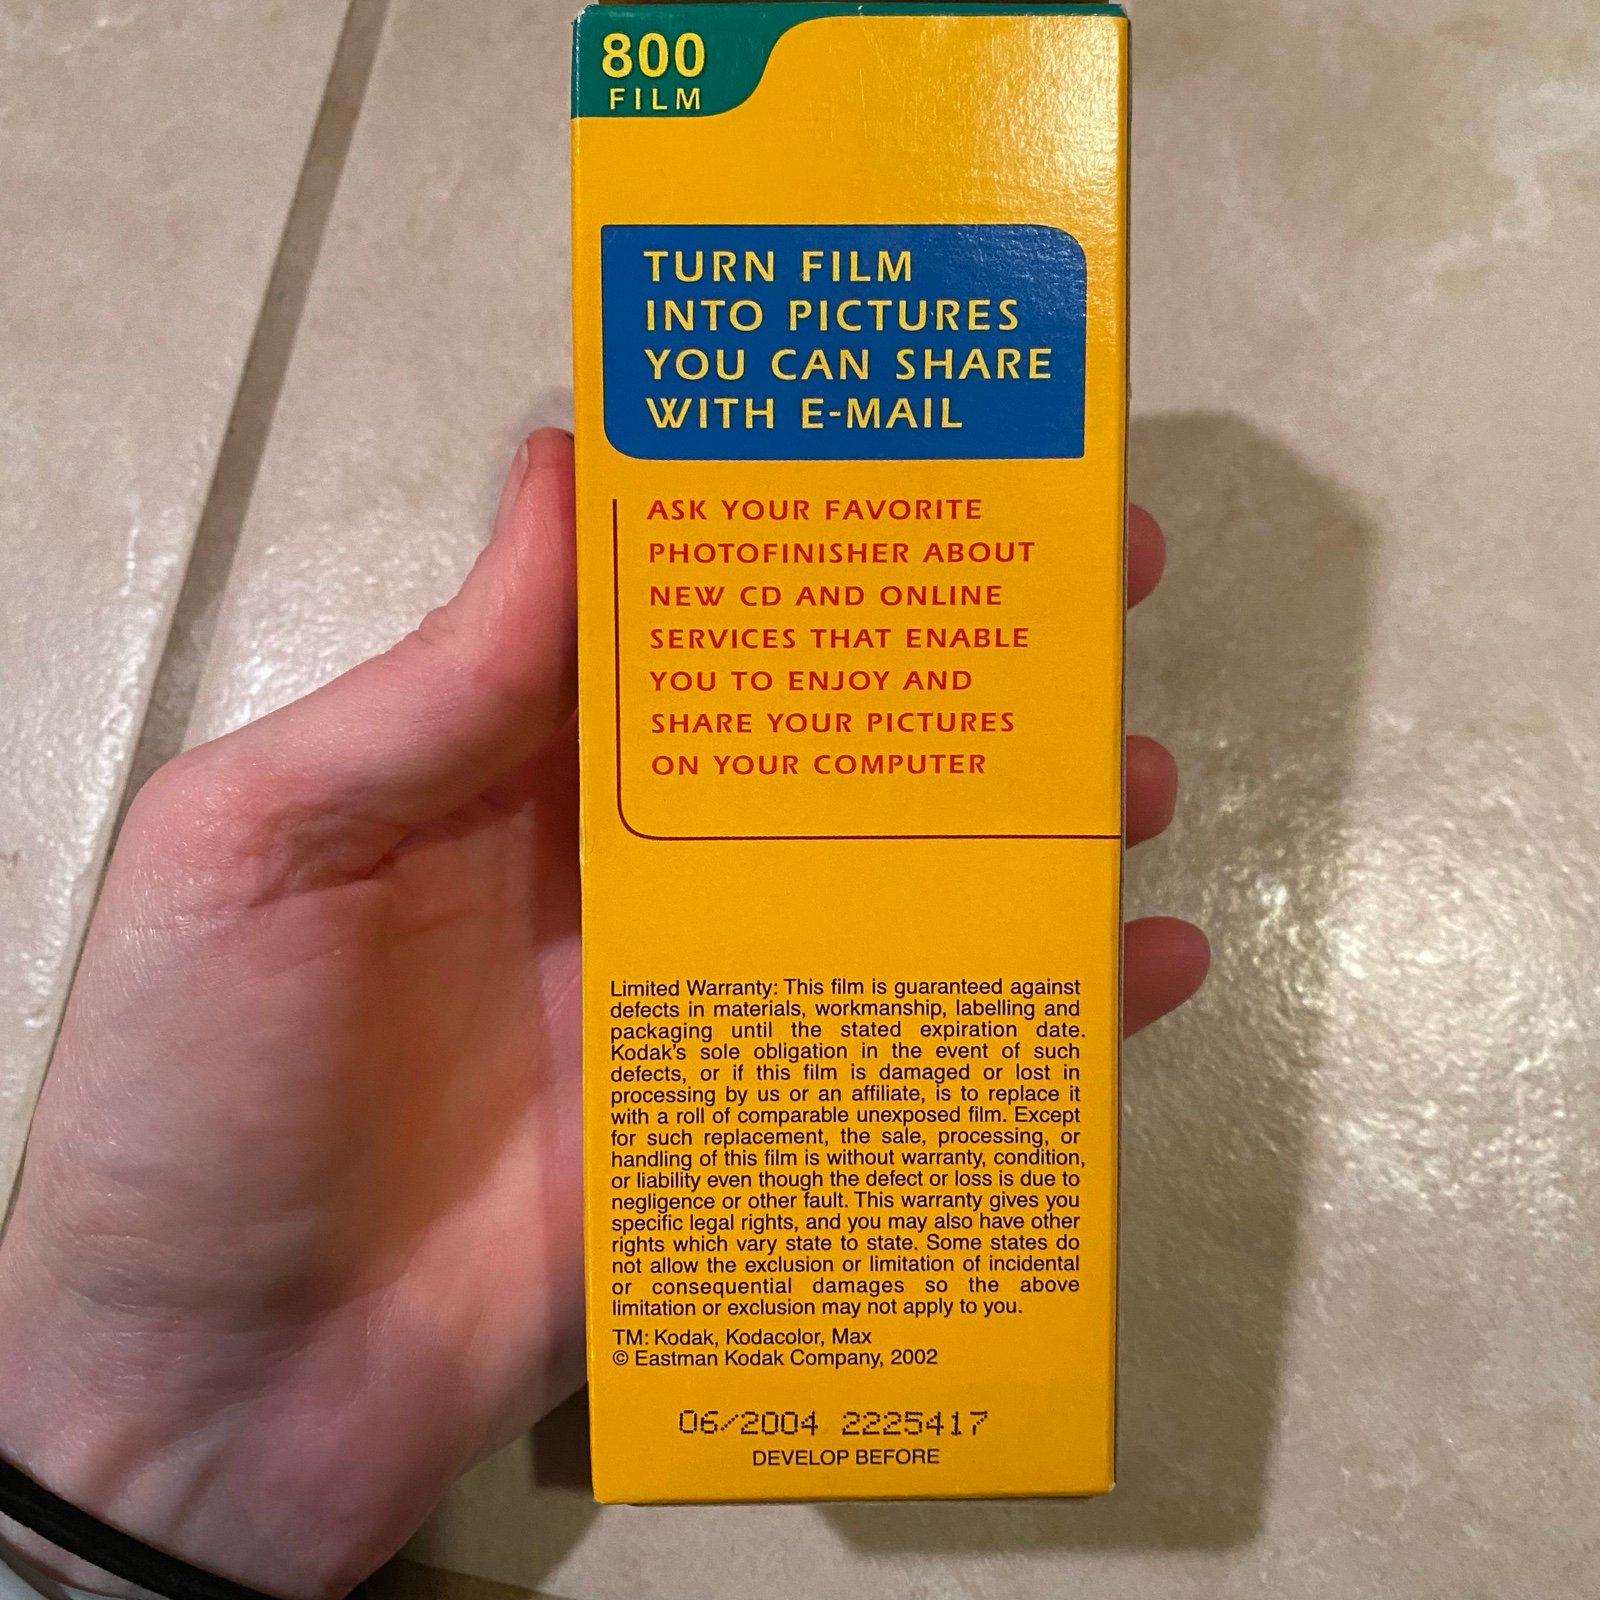 800
FILM
TURN FILM
INTO PICTURES
YOU CAN SHARE
WITH E-MAIL
ASK YOUR FAVORITE
PHOTOFINISHER ABOUT
NEW CD AND ONLINE
SERVICES THAT ENABLE
YOU TO ENJOY AND
SHARE YOUR PICTURES
ON YOUR COMPUTER
Limited Warranty: This film is guaranteed against
defects in materials, workmanship, labelling and
packaging until the stated expiration date.
Kodak's sole obligation in the event of such
defects, or if this film is damaged or lost in
processing by us or an affiliate, is to replace it
with a roll of comparable unexposed film. Except
for such replacement, the sale, processing, or
handling of this film is without warranty, condition,
or liability even though the defect or loss is due to
negligence or other fault. This warranty gives you
specific legal rights, and you may also have other
rights which vary state to state. Some states do
not allow the exclusion or limitation of incidental
or consequential damages so the above
limitation or exclusion may not apply to you.
TM: Kodak, Kodacolor, Max
© Eastman Kodak Company, 2002
06/2004 2225417
DEVELOP BEFORE